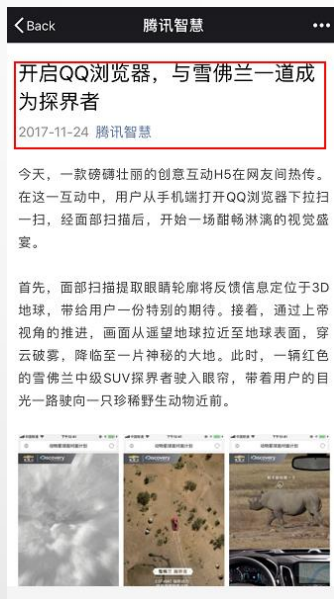 Back
腾讯智慧
开启QQ浏览器，与雪佛兰一道成
为探界者
2017-11-24 腾讯智慧
今天，一款磅礴壮丽的创意互动H5在网友间热传。
在这一互动中，用户从手机端打开QQ浏览器下拉扫
一扫，经面部扫描后，开始一场酣畅淋漓的视觉盛
宴。
首先，面部扫描提取眼睛轮廓将反馈信息定位于3D
地球，带给用户一份特别的期待。接着，通过上帝
视角的推进，画面从遥望地球拉近至地球表面，穿
云破雾，降临至一片神秘的大地。此时，一辆红色
的雪佛兰中级SUV探界者驶入眼帘，带着用户的目
光一路驶向一只珍稀野生动物近前。
Discovery
Discovery
Discovery